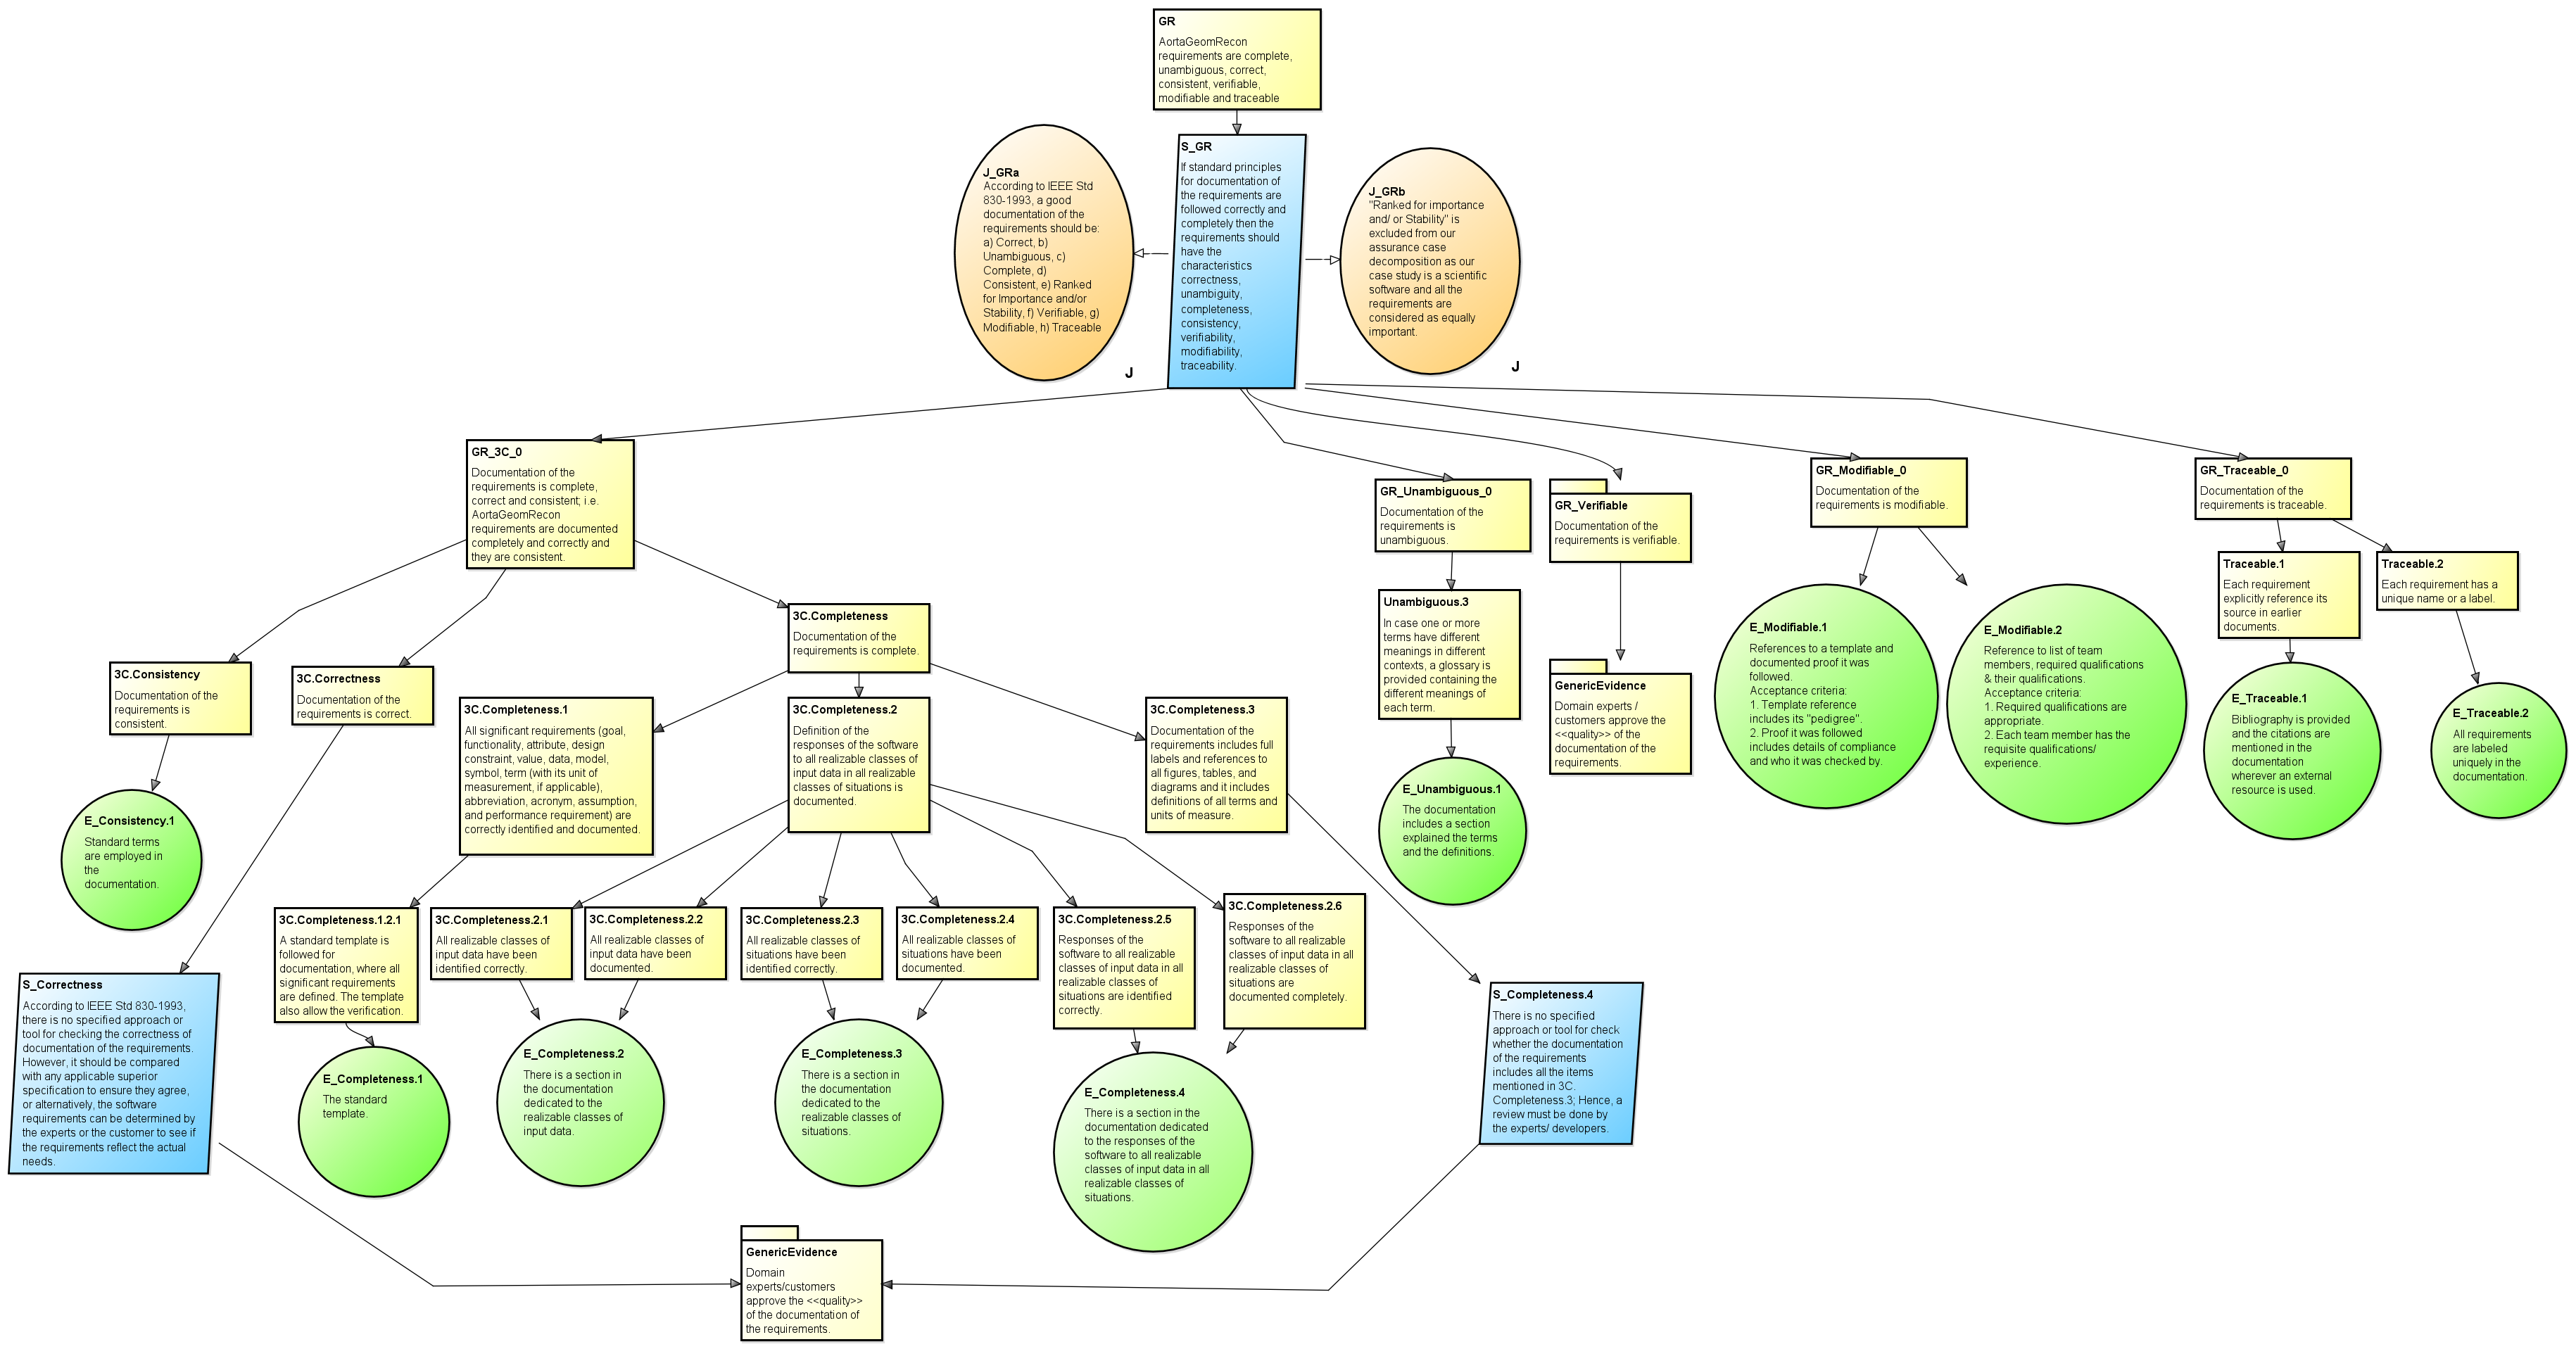 GR
AortaGeomRecon
requirements are complete,
unambiguous, correct,
consistent, verifiable,
modifiable and traceable
J_GRa
According to IEEE Std
830-1993, a good
documentation of the
requirements should be:
a) Correct, b)
Unambiguous, c)
Complete, d)
Consistent, e) Ranked
for Importance and/or
Stability, f) Verifiable, g)
Modifiable, h) Traceable
J
S_GR
If standard principles
for documentation of
the requirements are
followed correctly and
completely then the
requirements should
have the
characteristics
correctness,
unambiguity,
completeness,
consistency,
verifiability,
modifiability,
traceability.
J_GRb
"Ranked for importance
and/ or Stability" is
excluded from our
assurance case
decomposition as our
case study is a scientific
software and all the
requirements are
considered as equally
important.
J
GR_3C_0
Documentation of the
requirements is complete,
correct and consistent; i.e.
AortaGeomRecon
requirements are documented
completely and correctly and
they are consistent.
GR_Unambiguous_0
Documentation of the
requirements is
unambiguous.
GR_Verifiable
Documentation of the
requirements is verifiable.
GR_Modifiable_0
Documentation of the
requirements is modifiable.
GR_Traceable_0
Documentation of the
requirements is traceable.
3C.Consistency
Documentation of the
requirements is
consistent.
3C.Correctness
Documentation of the
requirements is correct.
3C.Completeness
Documentation of the
requirements is complete.
Unambiguous.3
In case one or more
terms have different
meanings in different
contexts, a glossary is
provided containing the
different meanings of
each term.
GenericEvidence
Domain experts /
customers approve the
<<quality>> of the
documentation of the
requirements.
E_Modifiable.1
References to a template and
documented proof it was
followed.
Acceptance criteria:
1. Template reference
includes its "pedigree".
2. Proof it was followed
includes details of compliance
and who it was checked by.
E_Modifiable.2
Reference to list of team
members, required qualifications
& their qualifications.
Acceptance criteria:
1. Required qualifications are
appropriate.
2. Each team member has the
requisite qualifications/
experience.
Traceable.1
Each requirement
explicitly reference its
source in earlier
documents.
Traceable.2
Each requirement has a
unique name or a label.
E_Traceable.1
Bibliography is provided
and the citations are
mentioned in the
documentation
wherever an external
resource is used.
E_Traceable.2
All requirements
are labeled
uniquely in the
documentation.
3C.Completeness.1
All significant requirements (goal,
functionality, attribute, design
constraint, value, data, model,
symbol, term (with its unit of
measurement, if applicable),
abbreviation, acronym, assumption,
and performance requirement) are
correctly identified and documented.
3C.Completeness.2
Definition of the
responses of the software
to all realizable classes of
input data in all realizable
classes of situations is
documented.
3C.Completeness.3
Documentation of the
requirements includes full
labels and references to
all figures, tables, and
diagrams and it includes
definitions of all terms and
units of measure.
E_Unambiguous.1
The documentation
includes a section
explained the terms
and the definitions.
E_Consistency.1
Standard terms
are employed in
the
documentation.
3C.Completeness.1.2.1
A standard template is
followed for
documentation, where all
significant requirements
are defined. The template
also allow the verification.
3C.Completeness.2.1
All realizable classes of
input data have been
identified correctly.
3C.Completeness.2.2
All realizable classes of
input data have been
documented.
3C.Completeness.2.3
All realizable classes of
situations have been
identified correctly.
3C.Completeness.2.4
All realizable classes of
situations have been
documented.
3C.Completeness.2.5
Responses of the
software to all realizable
classes of input data in all
realizable classes of
situations are identified
correctly.
3C.Completeness.2.6
Responses of the
software to all realizable
classes of input data in all
realizable classes of
situations are
documented completely.
S_Correctness
According to IEEE Std 830-1993,
there is no specified approach or
tool for checking the correctness of
documentation of the requirements.
However, it should be compared
with any applicable superior
specification to ensure they agree,
or alternatively, the software
requirements can be determined by
the experts or the customer to see if
the requirements reflect the actual
needs.
E_Completeness.1
The standard
template.
E_Completeness.2
There is a section in
the documentation
dedicated to the
realizable classes of
input data.
E_Completeness.3
There is a section in
the documentation
dedicated to the
realizable classes of
situations.
E_Completeness.4
There is a section in the
documentation dedicated
to the responses of the
software to all realizable
classes of input data in all
realizable classes of
situations.
S_Completeness.4
There is no specified
approach or tool for check
whether the documentation
of the requirements
includes all the items
mentioned in 3C.
Completeness.3; Hence, a
review must be done by
the experts/ developers.
GenericEvidence
Domain
experts/customers
approve the <<quality>>
of the documentation of
the requirements.